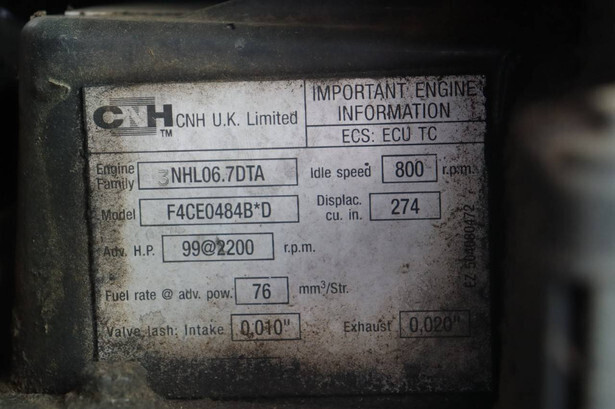 CNH TM CNH U.K. Limited
IMPORTANT ENGINE
INFORMATION
ECS: ECU TC
Engine Family 3NHL06.7DTA Idle speed 800 r.p.m.
Model F4CE0484B*D Displac. cu. in. 274
Adv. H.P. 99@2200 r.p.m.
Fuel rate @ adv. pow. 76 mm³/Str.
Valve lash: Intake 0,010" Exhaust 0,020"